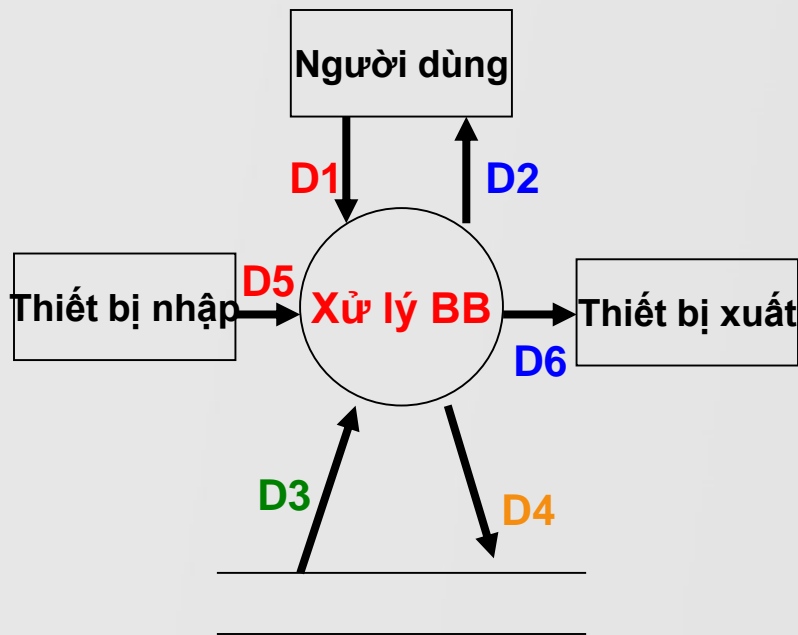 Người dùng
D1
D2
Thiết bị nhập
D5
Xử lý BB
Thiết bị xuất
D6
D3
D4